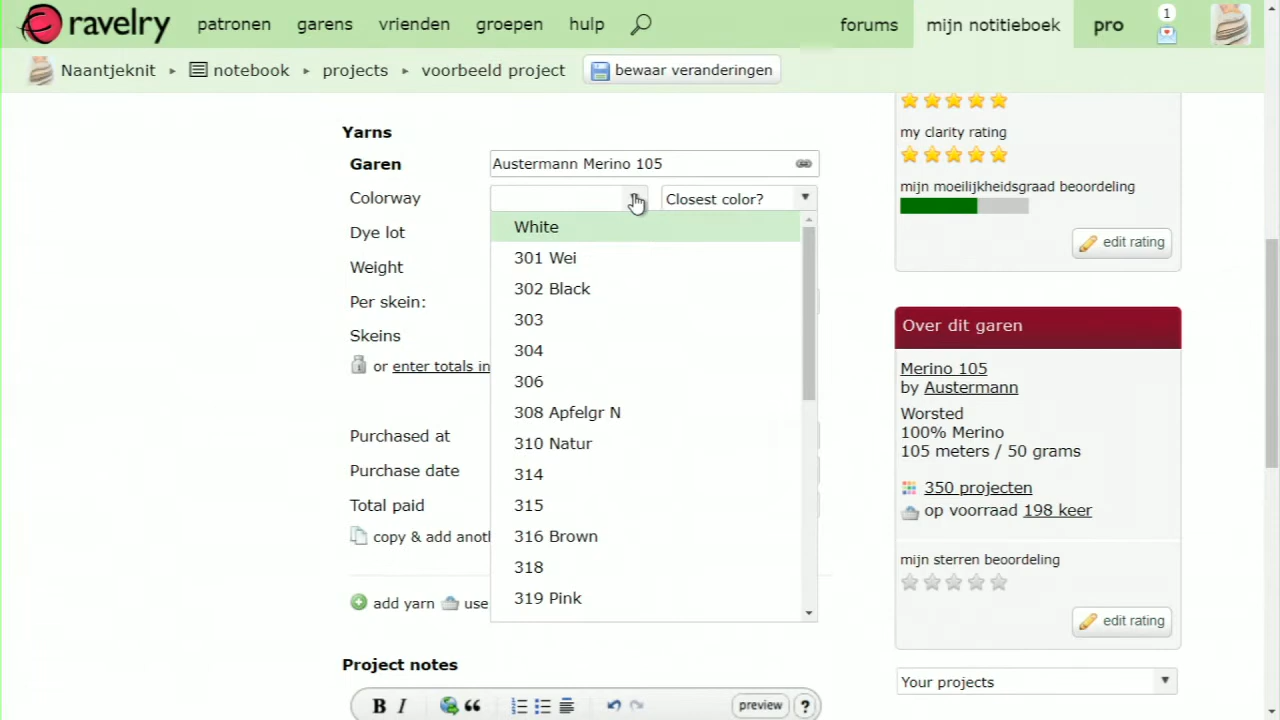 ravelry patronen garens vrienden groepen hulp forums mijn notitieboek pro 1
Naantjeknit notebook projects voorbeeld project bewaar veranderingen
Yarns
Garen Austermann Merino 105
Colorway Closest color?
Dye lot
Weight
Per skein:
Skeins
or enter totals in
Purchased at
Purchase date
Total paid
copy & add anoth
add yarn use
White
301 Wei
302 Black
303
304
306
308 Apfelgr N
310 Natur
314
315
316 Brown
318
319 Pink
Project notes
B I preview ?
my clarity rating
mijn moeilijkheidsgraad beoordeling
edit rating
Over dit garen
Merino 105
by Austermann
Worsted
100% Merino
105 meters / 50 grams
350 projecten
op voorraad 198 keer
mijn sterren beoordeling
edit rating
Your projects